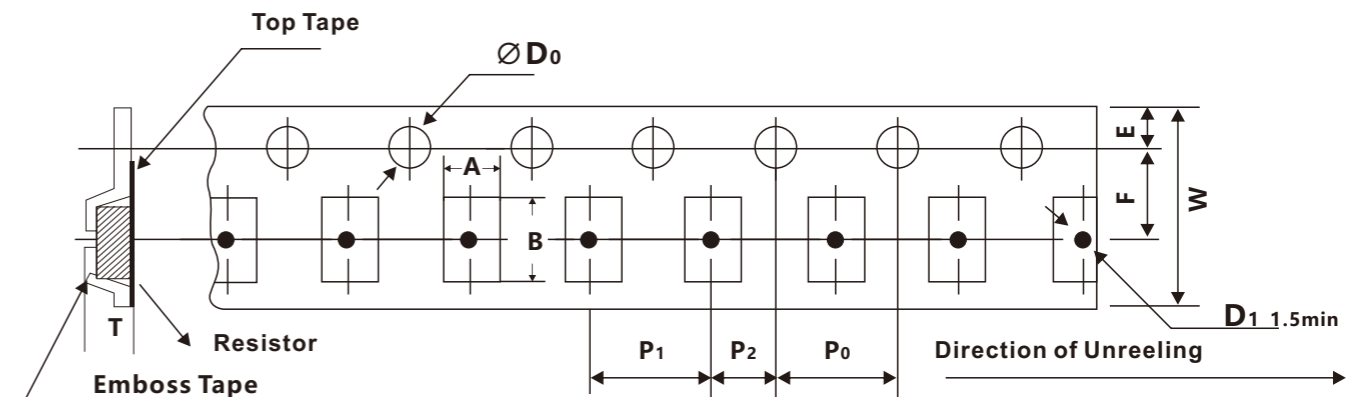 Top Tape
∅D0
A
E
F
W
B
D1 1.5min
T
Resistor
P1
P2
P0
Direction of Unreeling
Emboss Tape